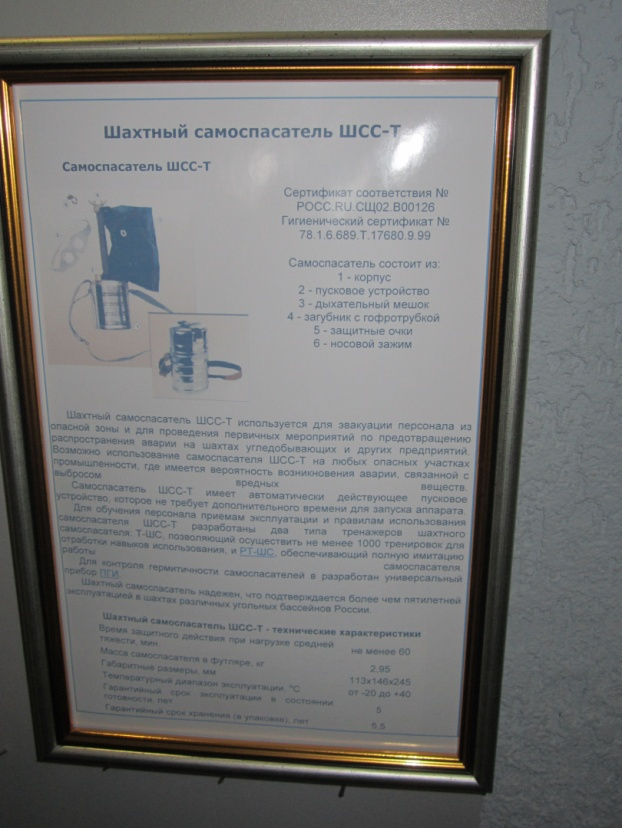 Шахтный самоспасатель ШСС-Т
Самоспасатель ШСС-Т
Сертификат соответствия №
РОСС.RU.СЩ02.В00126
Гигиенический сертификат №
78.1.6.689.Т.17680.9.99
Самоспасатель состоит из:
1 - корпус
2 - пусковое устройство
3 - дыхательный мешок
4 - загубник с гофротрубкой
5 - защитные очки
6 - носовой зажим
Шахтный самоспасатель ШСС-Т используется для эвакуации персонала из
опасной зоны и для проведения первичных мероприятий по предотвращению
распространения аварии на шахтах угледобывающих и других предприятий.
Возможно использование самоспасателя ШСС-Т на любых опасных участках
промышленности, где имеется вероятность возникновения аварии, связанной с
выбросом вредных веществ.
Самоспасатель ШСС-Т имеет автоматически действующее пусковое
устройство, которое не требует дополнительного времени для запуска аппарата.
Для обучения персонала приемам эксплуатации и правилам использования
самоспасателя ШСС-Т разработаны два типа тренажеров шахтного
самоспасателя: Т-ШС, позволяющий осуществить не менее 1000 тренировок для
отработки навыков использования, и РТ-ШС, обеспечивающий полную имитацию
работы самоспасателя.
Для контроля гермитичности самоспасателей в разработан универсальный
прибор ПГИ.
Шахтный самоспасатель надежен, что подтверждается более чем пятилетней
эксплуатацией в шахтах различных угольных бассейнов России.
Шахтный самоспасатель ШСС-Т - технические характеристики
Время защитного действия при нагрузке средней
тяжести, мин не менее 60
Масса самоспасателя в футляре, кг 2,95
Габаритные размеры, мм 113x146x245
Температурный диапазон эксплуатации, °С от -20 до +40
Гарантийный срок эксплуатации в состоянии
готовности, лет 5
Гарантийный срок хранения (в упаковке), лет 5,5